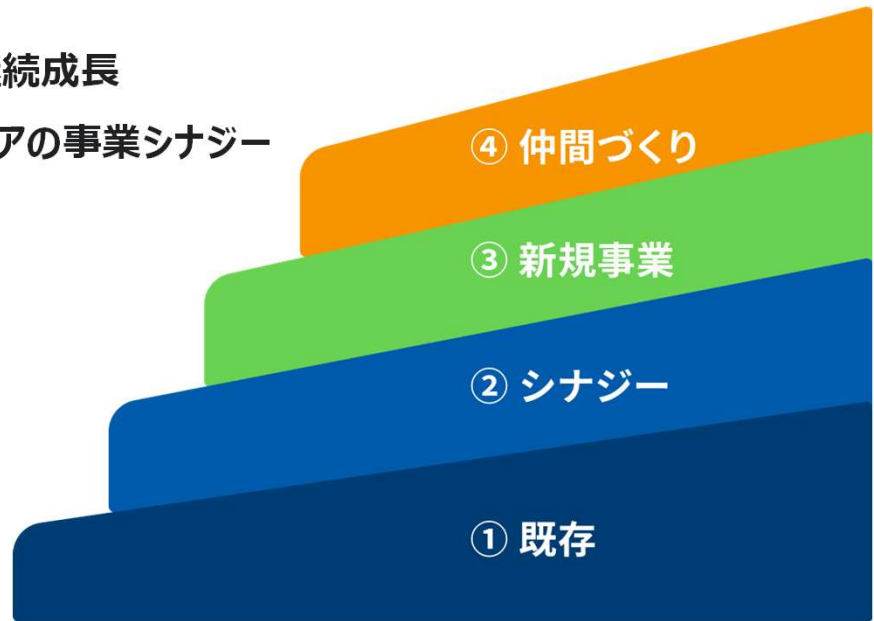 続成長
アの事業シナジー
④ 仲間づくり
③ 新規事業
② シナジー
① 既存